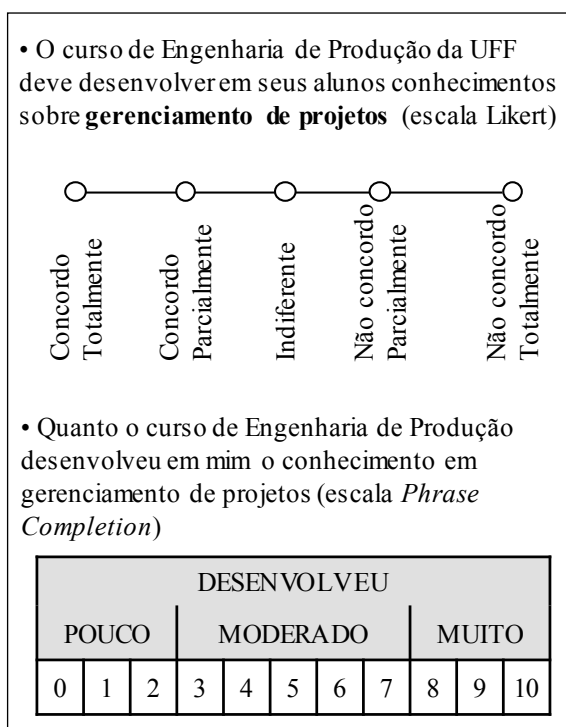 • O curso de Engenharia de Produção da UFF
deve desenvolver em seus alunos conhecimentos
sobre gerenciamento de projetos (escala Likert)
Concordo
Totalmente
Concordo
Parcialmente
Indiferente
Não concordo
Parcialmente
Não concordo
Totalmente
• Quanto o curso de Engenharia de Produção
desenvolveu em mim o conhecimento em
gerenciamento de projetos (escala Phrase
Completion)
DESENVOLVEU
POUCO MODERADO MUITO
0 1 2 3 4 5 6 7 8 9 10